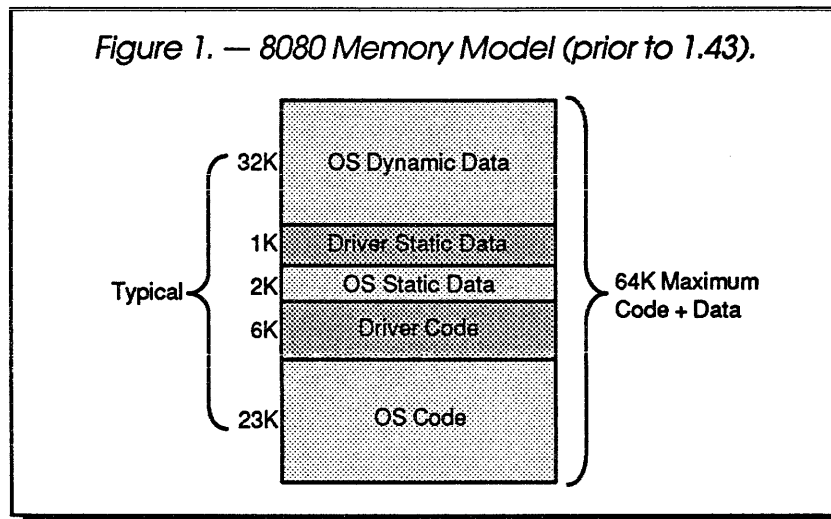 Figure 1. — 8080 Memory Model (prior to 1.43).
32K OS Dynamic Data
1K Driver Static Data
2K OS Static Data
6K Driver Code
23K OS Code
Typical
64K Maximum
Code + Data